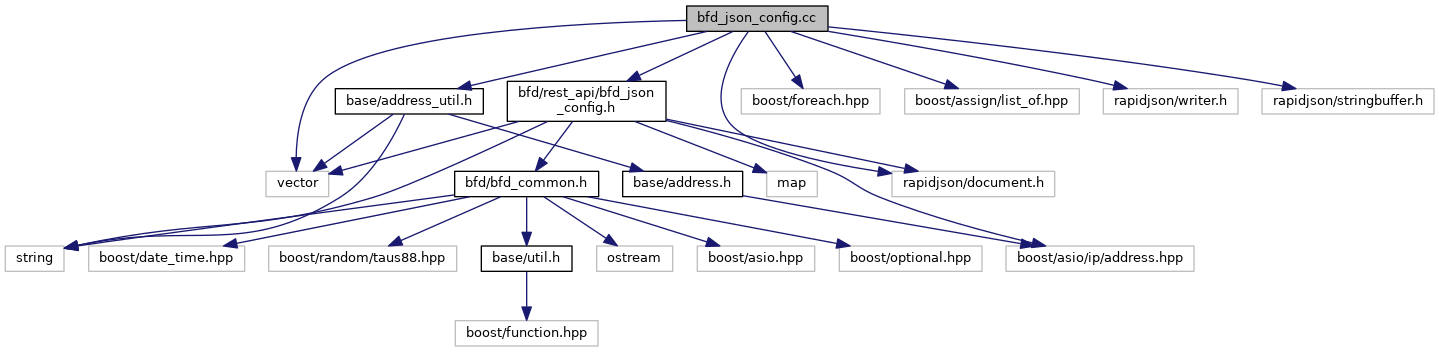 bfd_json_config.cc
base/address_util.h
bfd/rest_api/bfd_json
_config.h
boost/foreach.hpp
boost/assign/list_of.hpp
rapidjson/writer.h
rapidjson/stringbuffer.h
vector
bfd/bfd_common.h
base/address.h
map
rapidjson/document.h
string
boost/date_time.hpp
boost/random/taus88.hpp
base/util.h
ostream
boost/asio.hpp
boost/optional.hpp
boost/asio/ip/address.hpp
boost/function.hpp